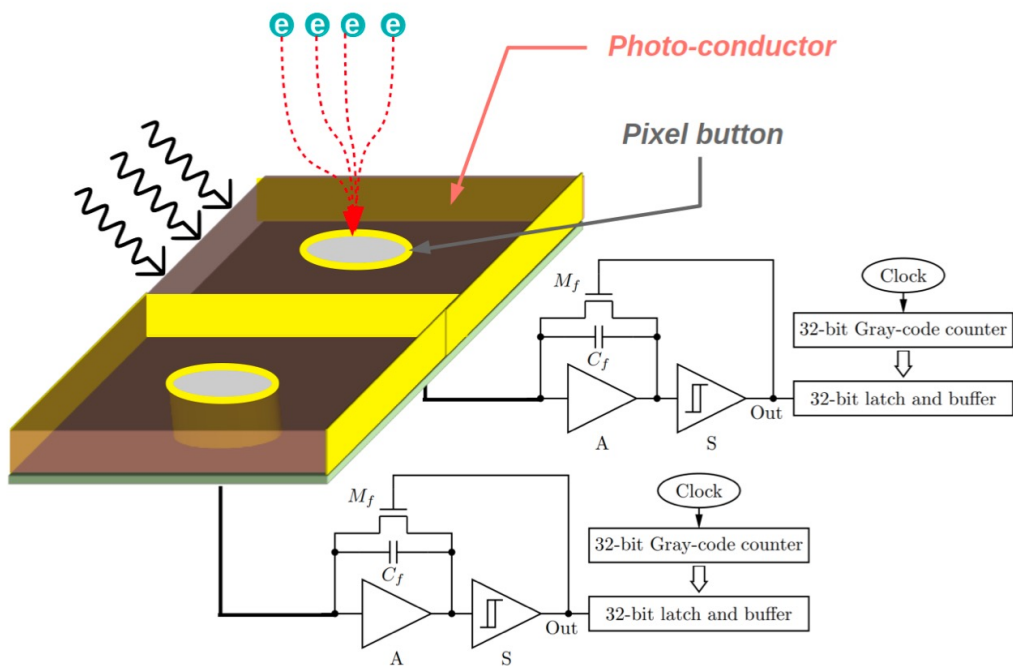 e e e e
Photo-conductor
Pixel button
M_f
C_f
A
S
Out
Clock
32-bit Gray-code counter
32-bit latch and buffer
M_f
C_f
A
S
Out
Clock
32-bit Gray-code counter
32-bit latch and buffer